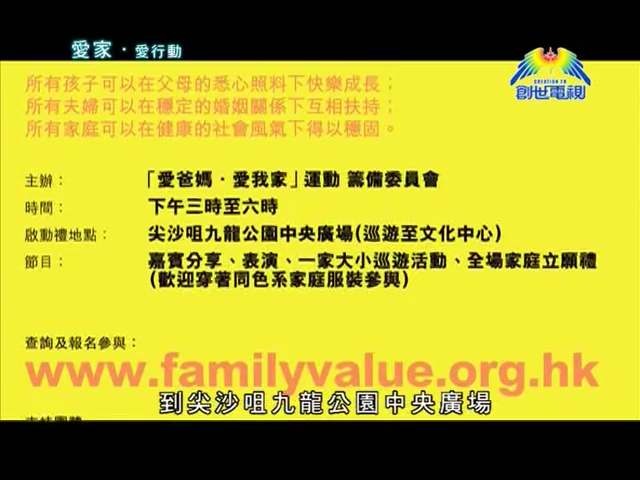 愛家・愛行動
CREATION TV
創世電視
所有孩子可以在父母的悉心照料下快樂成長；
所有夫婦可以在穩定的婚姻關係下互相扶持；
所有家庭可以在健康的社會風氣下得以穩固。
主辦： 「愛爸媽・愛我家」運動 籌備委員會
時間： 下午三時至六時
啟動禮地點： 尖沙咀九龍公園中央廣場(巡遊至文化中心)
節目： 嘉賓分享、表演、一家大小巡遊活動、全場家庭立願禮
(歡迎穿著同色系家庭服裝參與)
查詢及報名參與：
www.familyvalue.org.hk
到尖沙咀九龍公園中央廣場